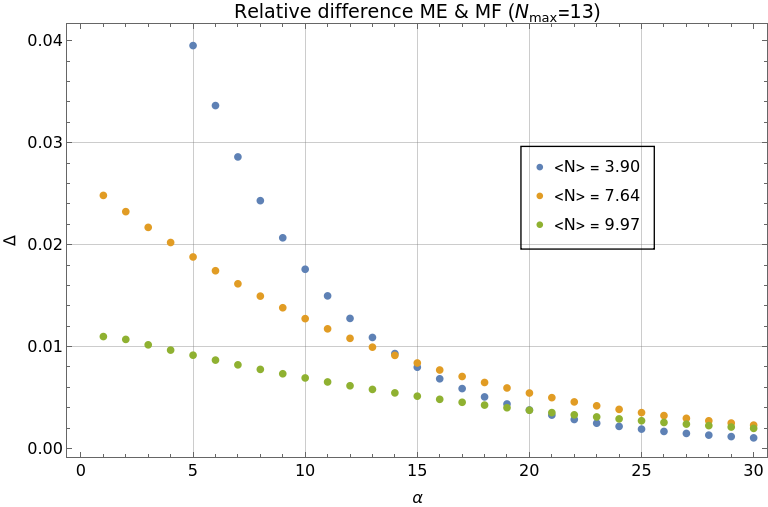 Relative difference ME & MF (Nmax=13)
0.04
0.03
0.02
0.01
0.00
Δ
<N> = 3.90
<N> = 7.64
<N> = 9.97
0 5 10 15 20 25 30
α